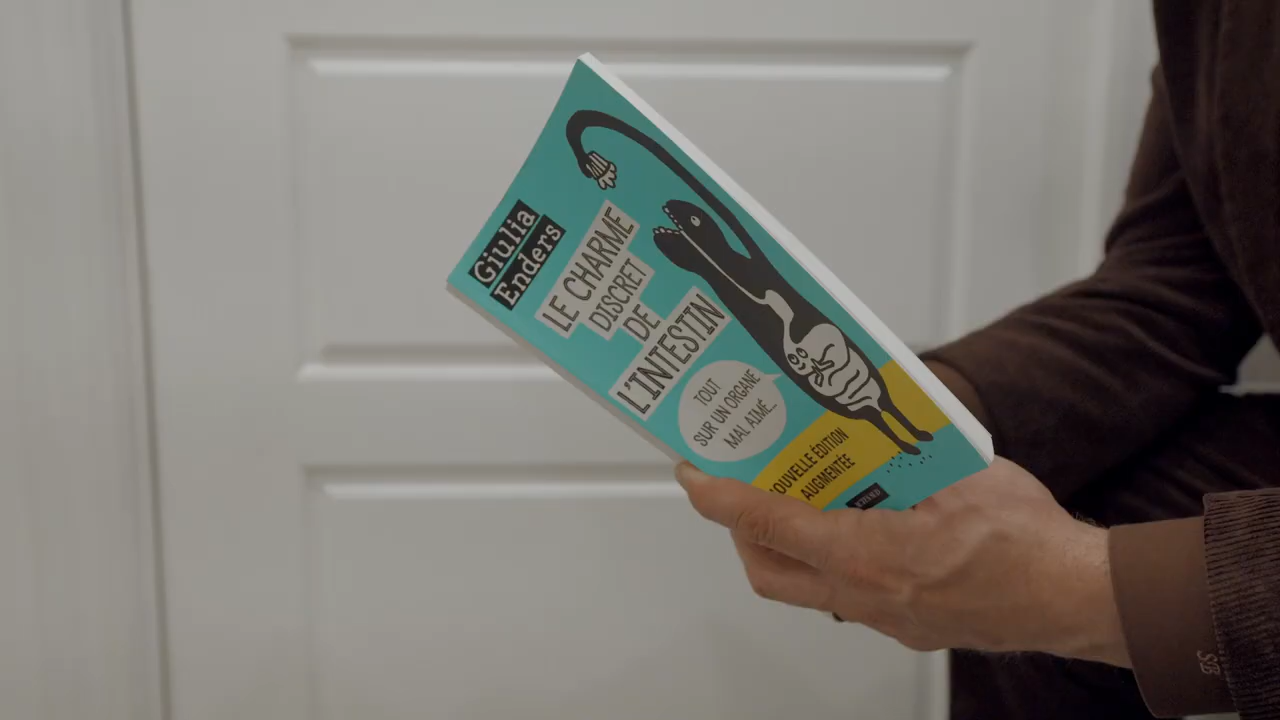 Giulia
Enders
LE CHARME
DISCRET
DE
L'INTESTIN
TOUT
SUR UN ORGANE
MAL AIMÉ...
NOUVELLE ÉDITION
AUGMENTÉE